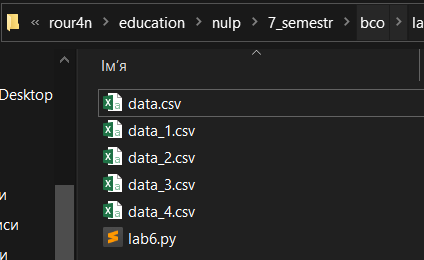 « rour4n > education > nulp > 7_semestr > bco > la
Ім’я
Desktop
data.csv
data_1.csv
data_2.csv
data_3.csv
data_4.csv
lab6.py
и
иси
и